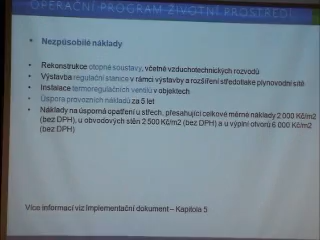 OPERAČNÍ PROGRAM ŽIVOTNÍ PROSTŘEDÍ
• Nezpůsobilé náklady
• Rekonstrukce otopné soustavy, včetně vzduchotechnických rozvodů
• Výstavba regulační stanice v rámci výstavby a rozšíření středotlaké plynovodní sítě
• Instalace termoregulačních ventilů v objektech
• Úspora provozních nákladů za 5 let
• Náklady na úsporná opatření u střech, přesahující celkové měrné náklady 2 000 Kč/m2
(bez DPH), u obvodových stěn 2 500 Kč/m2 (bez DPH) a u výplní otvorů 6 000 Kč/m2
(bez DPH)
Více informací viz Implementační dokument – Kapitola 5